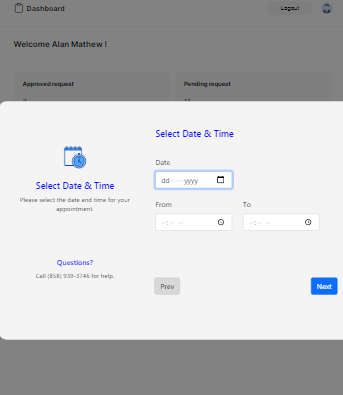 Dashboard
Logout
Welcome Alan Mathew !
Approved request
Pending request
Select Date & Time
Please select the date and time for your
appointment.
Questions?
Call (858) 939-3746 for help.
Select Date & Time
Date
dd-----yyyy
From
To
--:-- --
--:-- --
Prev
Next